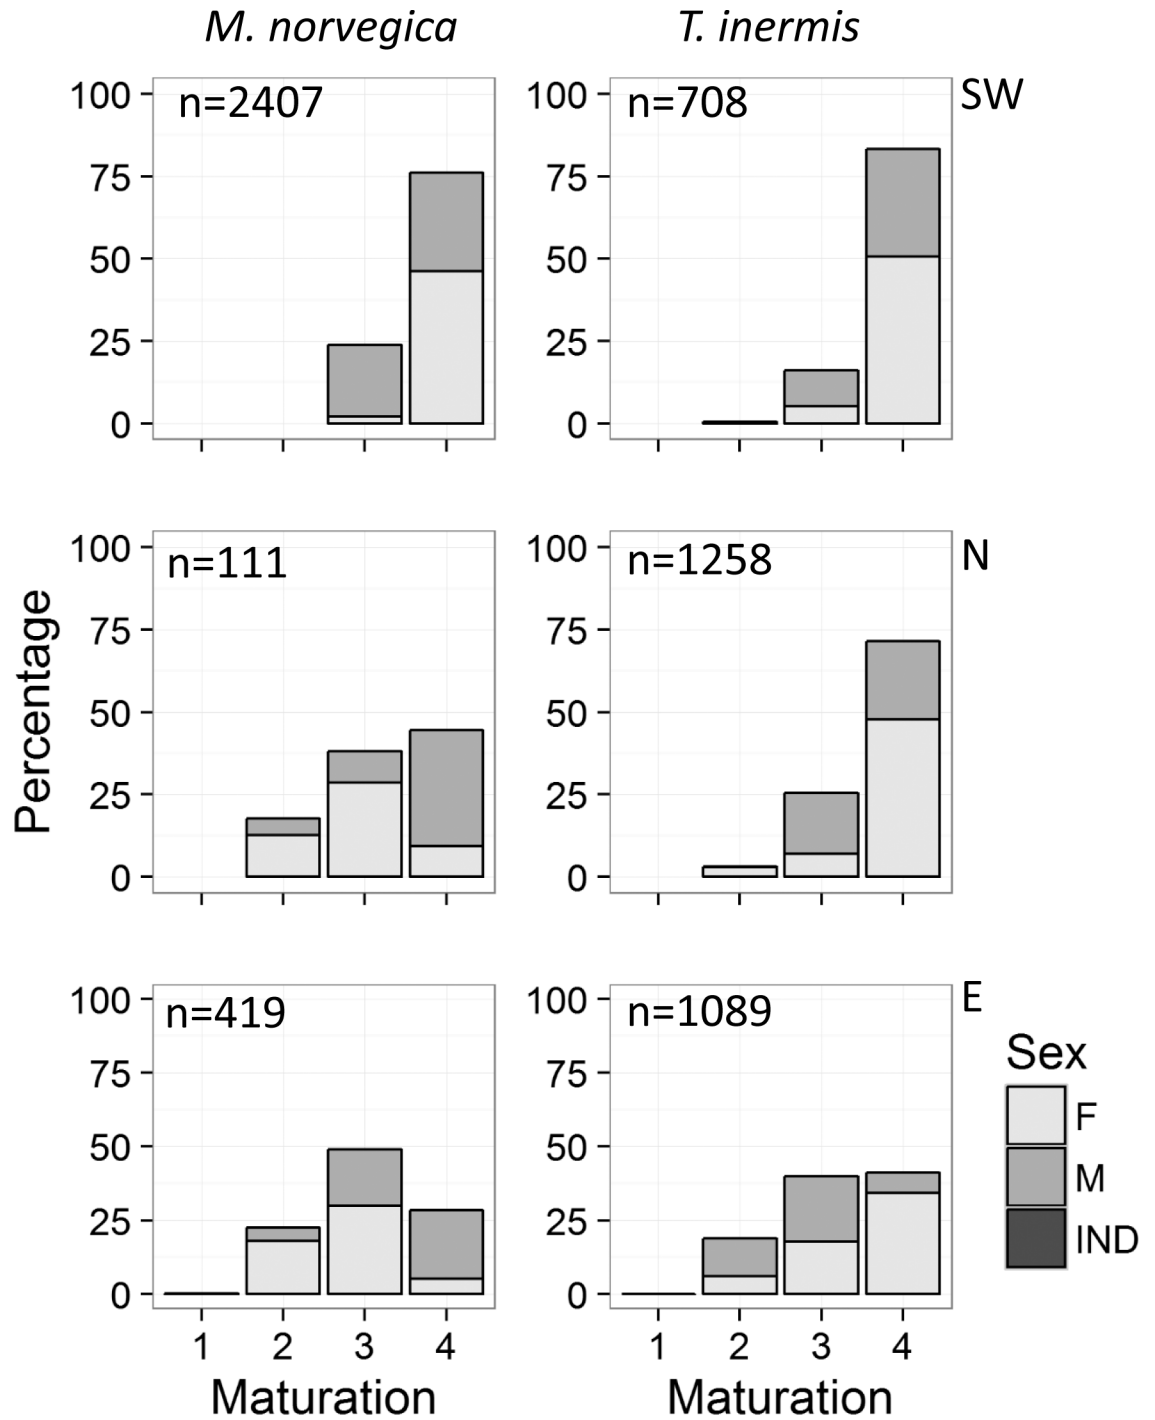 M. norvegica T. inermis
n=2407 n=708 SW
100 100
75 75
50 50
25 25
0 0
n=111 n=1258 N
100 100
75 75
50 50
25 25
0 0
Percentage
n=419 n=1089 E
100 100
75 75
50 50
25 25
0 0
1 2 3 4 1 2 3 4
Maturation Maturation
Sex
F
M
IND